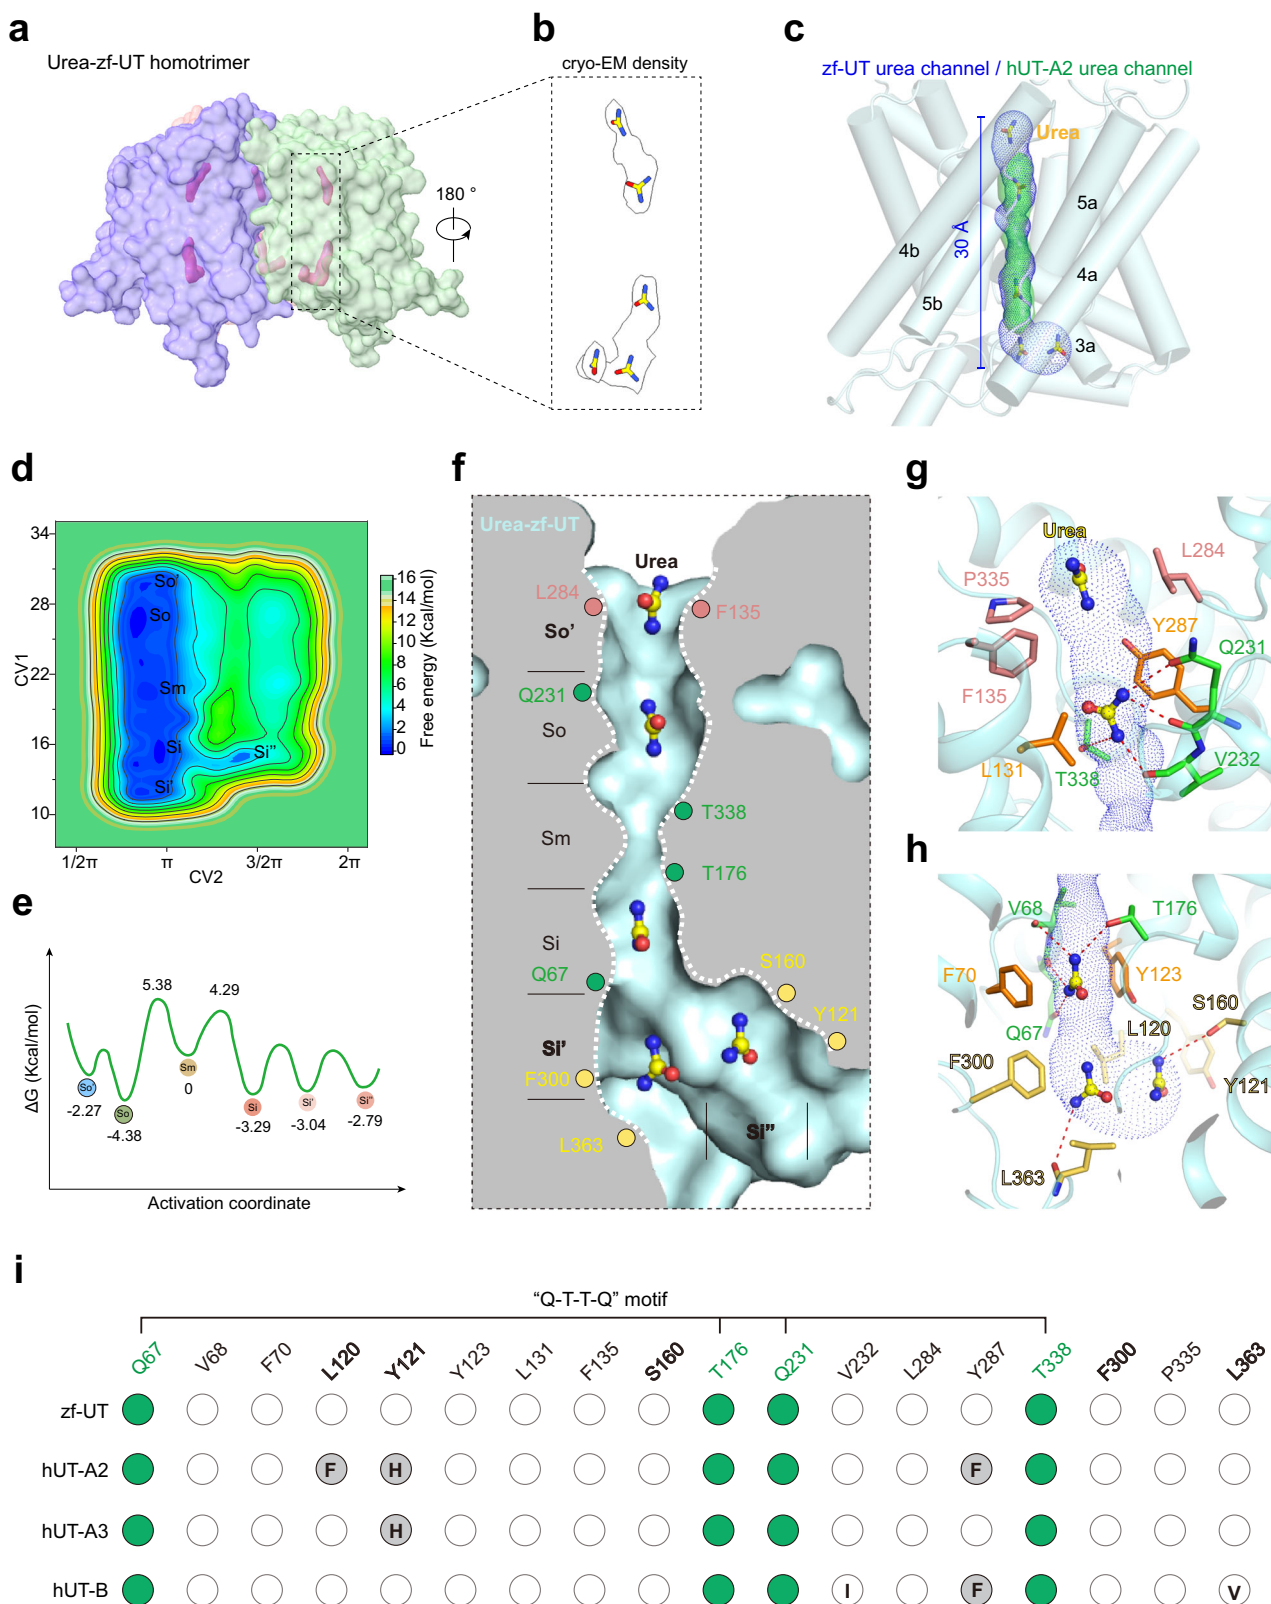 a
Urea-zf-UT homotrimer
180 °
b
cryo-EM density
c
zf-UT urea channel / hUT-A2 urea channel
Urea
30 Å
5a
4b
4a
5b
3a
d
34
28
22
16
10
CV1
So'
So
Sm
Si
Si''
Si'
1/2π
π
3/2π
2π
CV2
16
14
12
10
8
6
4
2
0
Free energy (Kcal/mol)
e
ΔG (Kcal/mol)
5.38
4.29
So'
-2.27
So
-4.38
Sm
0
Si
-3.29
Si'
-3.04
Si''
-2.79
Activation coordinate
f
Urea-zf-UT
Urea
L284
F135
So’
Q231
So
T338
Sm
T176
Si
Q67
S160
Y121
Si’
F300
Si”
L363
g
Urea
L284
P335
Y287
Q231
F135
L131
T338
V232
h
V68
T176
F70
Y123
S160
Q67
L120
F300
Y121
L363
i
“Q-T-T-Q” motif
Q67 V68 F70 L120 Y121 Y123 L131 F135 S160 T176 Q231 V232 L284 Y287 T338 F300 P335 L363
zf-UT
hUT-A2 F H F
hUT-A3 H
hUT-B I F V